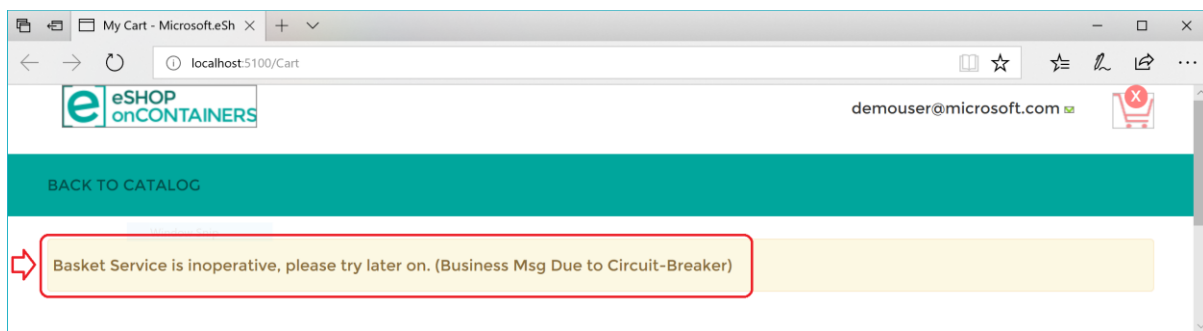 My Cart - Microsoft.eSh
localhost:5100/Cart
eSHOP
onCONTAINERS
demouser@microsoft.com
X
BACK TO CATALOG
Basket Service is inoperative, please try later on. (Business Msg Due to Circuit-Breaker)